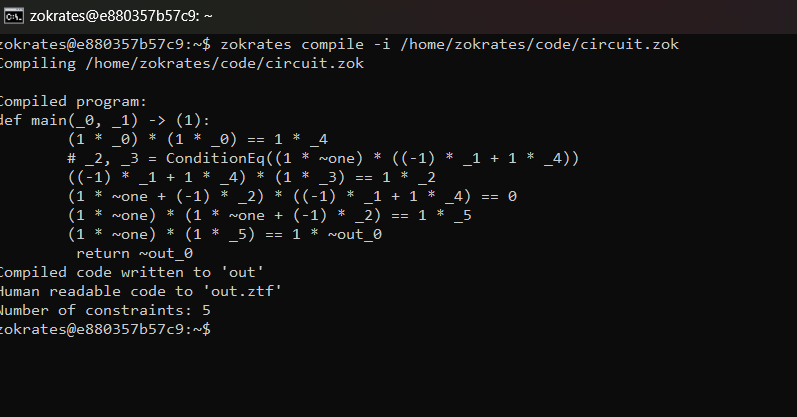 C:\. zokrates@e880357b57c9: ~
zokrates@e880357b57c9:~$ zokrates compile -i /home/zokrates/code/circuit.zok
Compiling /home/zokrates/code/circuit.zok
Compiled program:
def main(_0, _1) -> (1):
(1 * _0) * (1 * _0) == 1 * _4
# _2, _3 = ConditionEq((1 * ~one) * ((-1) * _1 + 1 * _4))
((-1) * _1 + 1 * _4) * (1 * _3) == 1 * _2
(1 * ~one + (-1) * _2) * ((-1) * _1 + 1 * _4) == 0
(1 * ~one) * (1 * ~one + (-1) * _2) == 1 * _5
(1 * ~one) * (1 * _5) == 1 * ~out_0
return ~out_0
Compiled code written to 'out'
Human readable code to 'out.ztf'
Number of constraints: 5
zokrates@e880357b57c9:~$